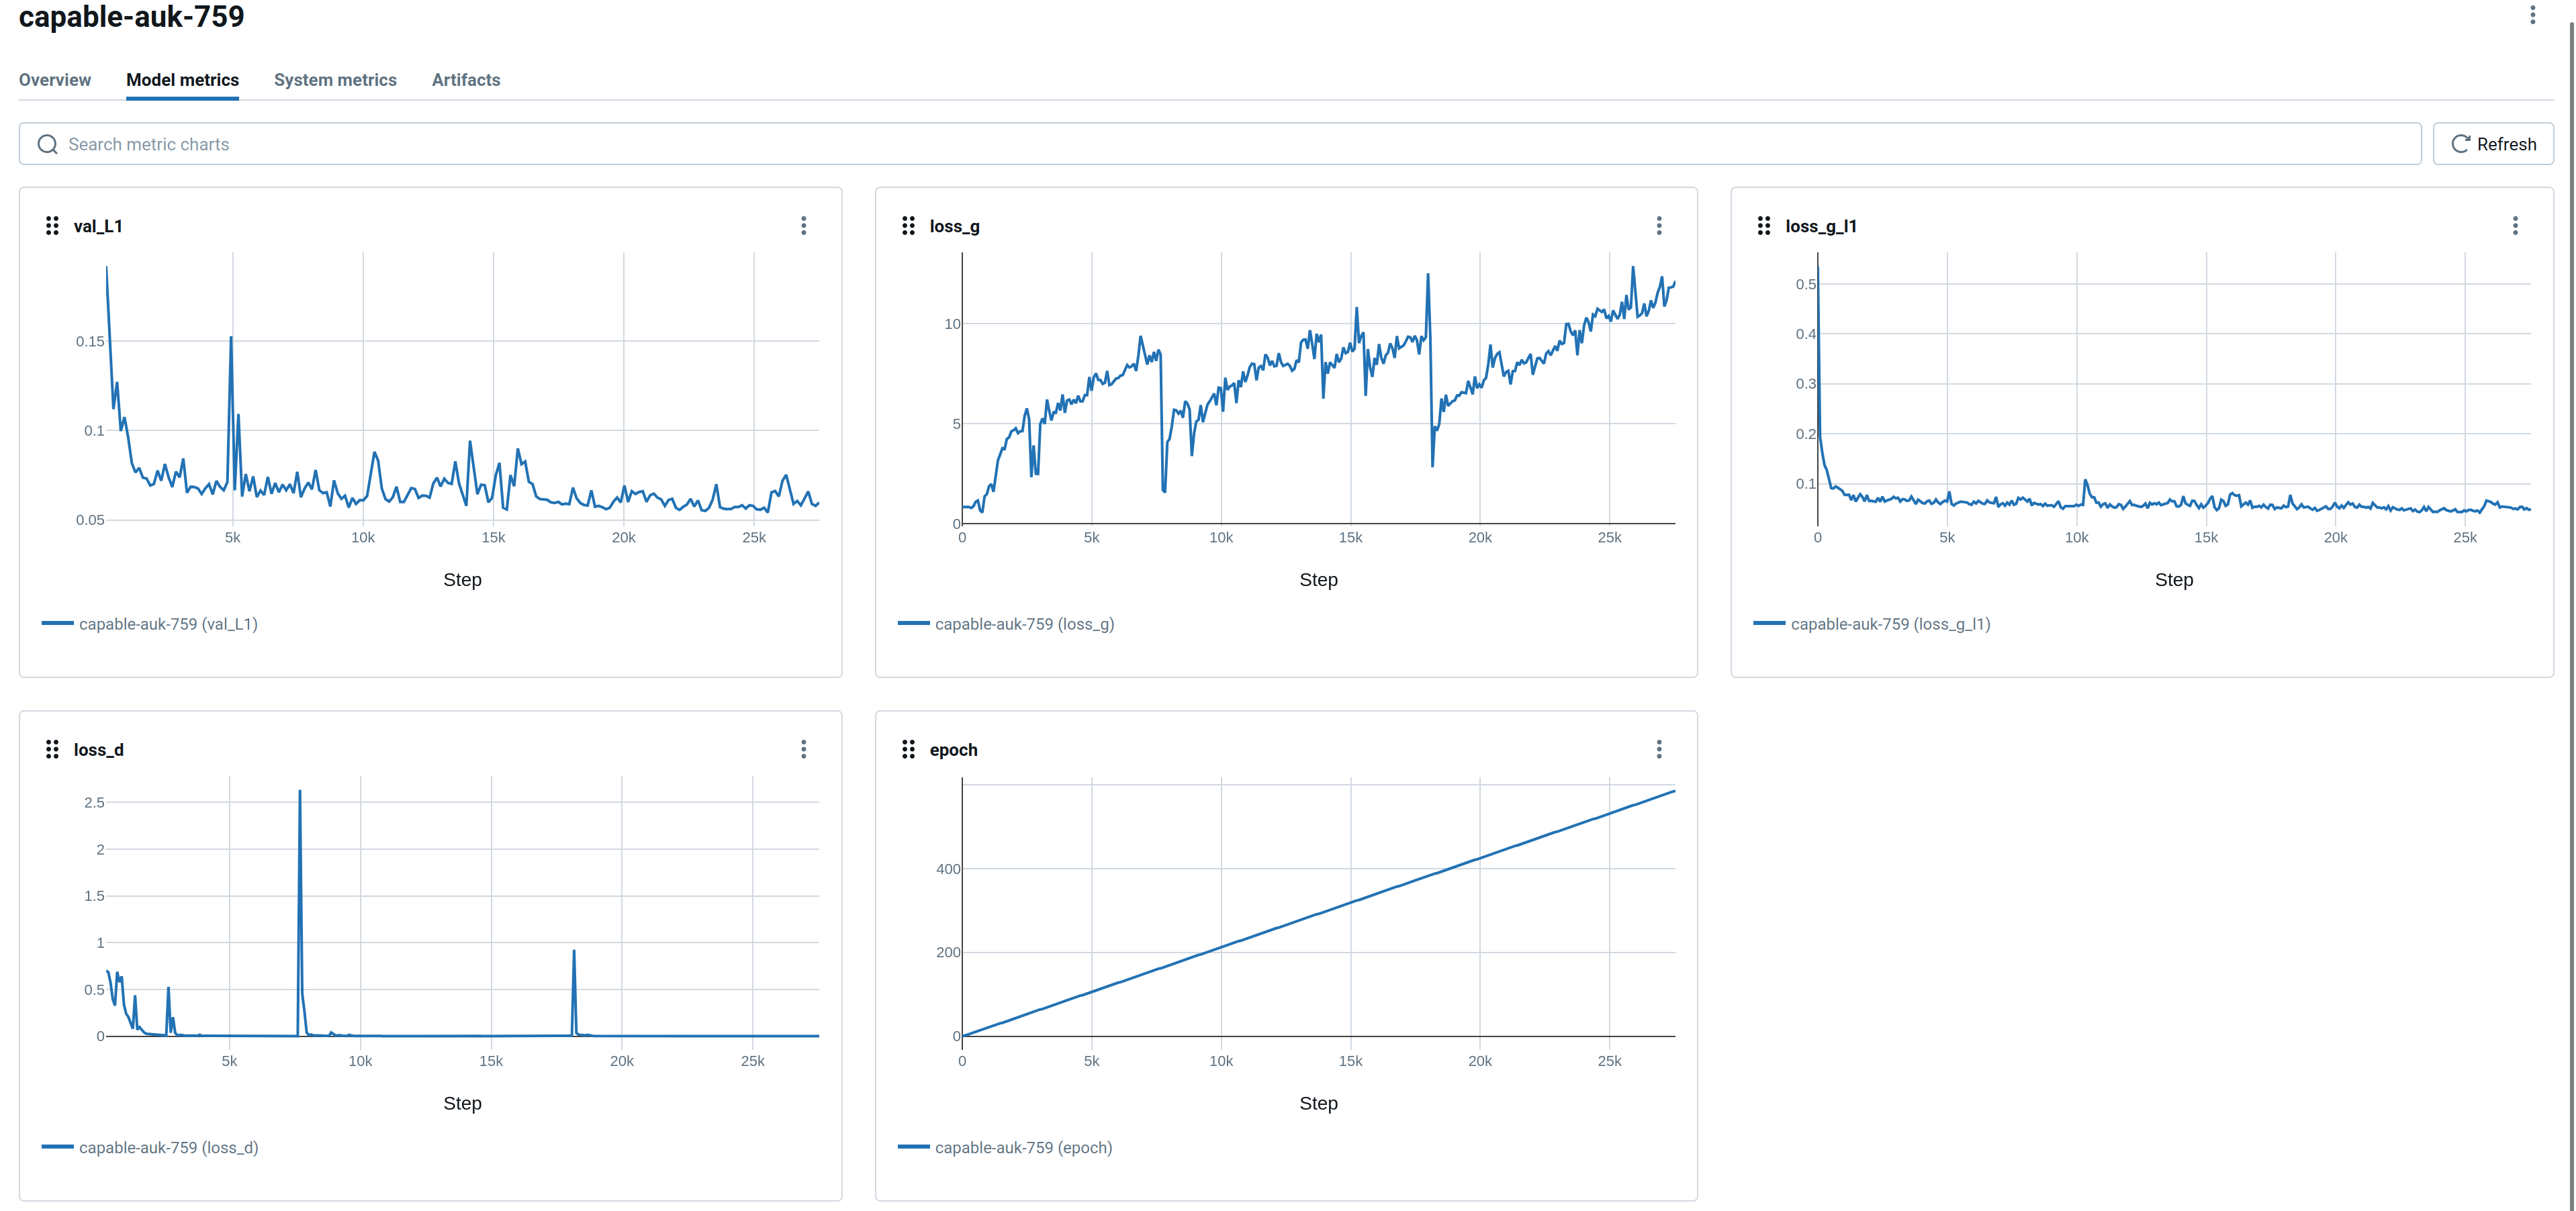 capable-auk-759
Overview Model metrics System metrics Artifacts
Search metric charts Refresh
val_L1
0.15
0.1
0.05
5k 10k 15k 20k 25k
Step
capable-auk-759 (val_L1)
loss_g
10
5
0
0 5k 10k 15k 20k 25k
Step
capable-auk-759 (loss_g)
loss_g_l1
0.5
0.4
0.3
0.2
0.1
0 5k 10k 15k 20k 25k
Step
capable-auk-759 (loss_g_l1)
loss_d
2.5
2
1.5
1
0.5
0
5k 10k 15k 20k 25k
Step
capable-auk-759 (loss_d)
epoch
400
200
0
0 5k 10k 15k 20k 25k
Step
capable-auk-759 (epoch)